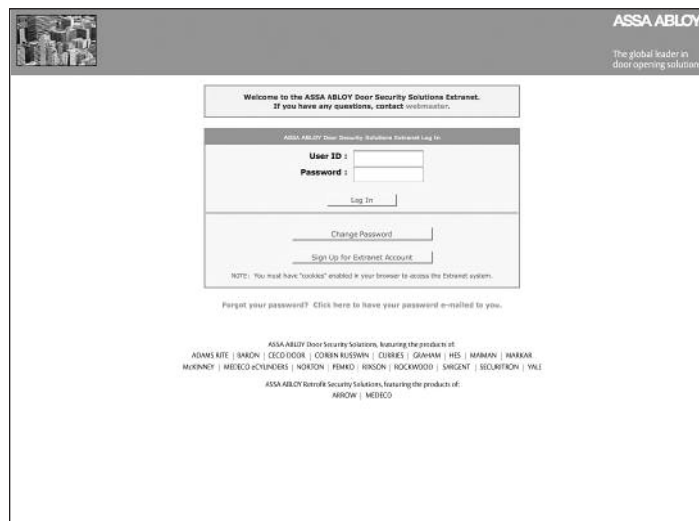 ASSA ABLOY
The global leader in
door opening solution
Welcome to the ASSA ABLOY Door Security Solutions Extranet.
If you have any questions, contact webmaster.
ASSA ABLOY Door Security Solutions Extranet Log In
User ID :
Password :
Log In
Change Password
Sign Up for Extranet Account
NOTE: You must have "cookies" enabled in your browser to access the Extranet system.
Forgot your password? Click here to have your password e-mailed to you.
ASSA ABLOY Door Security Solutions, featuring the products of:
ADAMS RITE | BARON | CECO DOOR | CORBIN RUSSWIN | CURRIES | GRAHAM | HES | MAIMAN | MARKAR
McKINNEY | MEDECO eCYLINDERS | NORTON | PEMKO | RIXSON | ROCKWOOD | SARGENT | SECURITRON | YALE
ASSA ABLOY Retrofit Security Solutions, featuring the products of:
ARROW | MEDECO